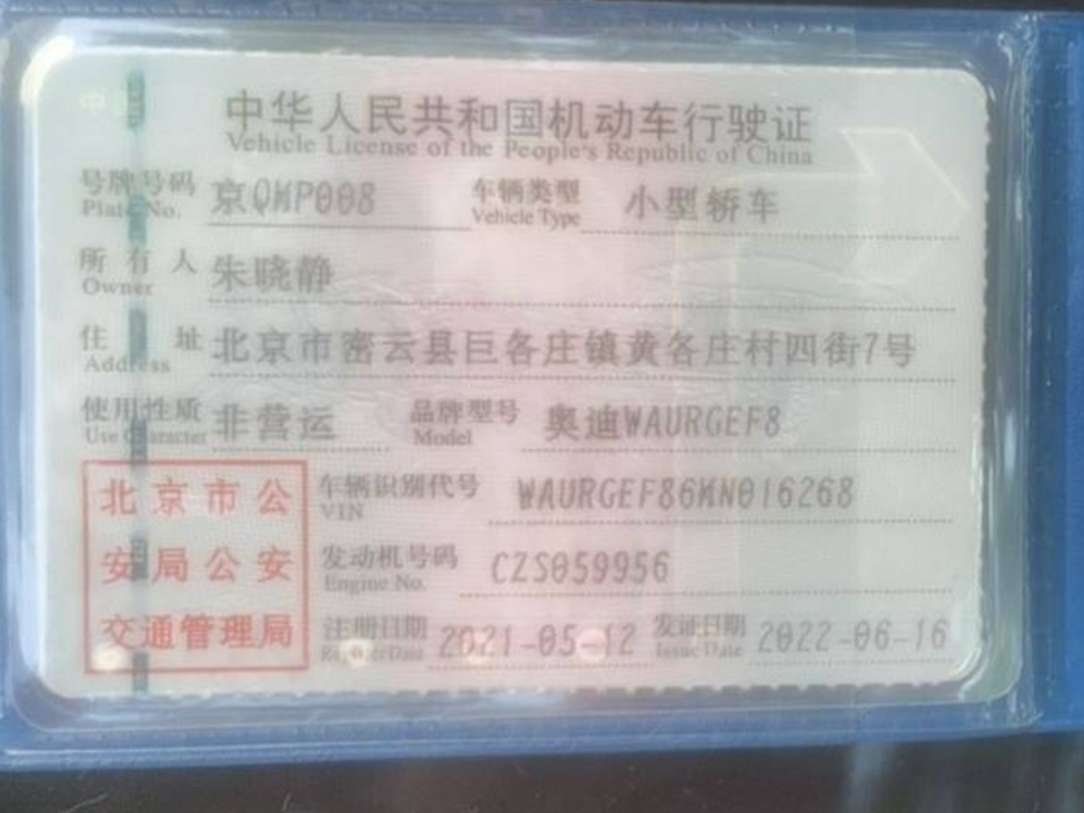 中华人民共和国机动车行驶证
Vehicle License of the People's Republic of China
号牌号码 京QMP008 车辆类型 小型轿车
Plate No. Vehicle Type
所有人 朱晓静
Owner
住址 北京市密云县巨各庄镇黄各庄村四街7号
Address
使用性质 非营运 品牌型号 奥迪WAURGEF8
Use Character Model
北京市公
安局公安
交通管理局
车辆识别代号 WAURGEF86MN016268
VIN
发动机号码 CZS059956
Engine No.
注册日期 2021-05-12 发证日期 2022-06-16
Register Date Issue Date